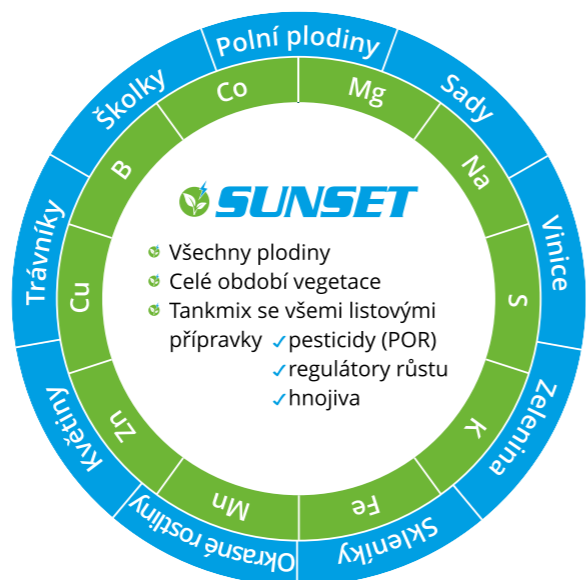 Polní plodiny
Sady
Vinice
Zelenina
Skleníky
Okrasné rostliny
Květiny
Trávníky
Školky
Co
Mg
Na
S
K
Fe
Mn
Zn
Cu
B
SUNSET
Všechny plodiny
Celé období vegetace
Tankmix se všemi listovými
přípravky ✓pesticidy (POR)
✓regulátory růstu
✓hnojiva